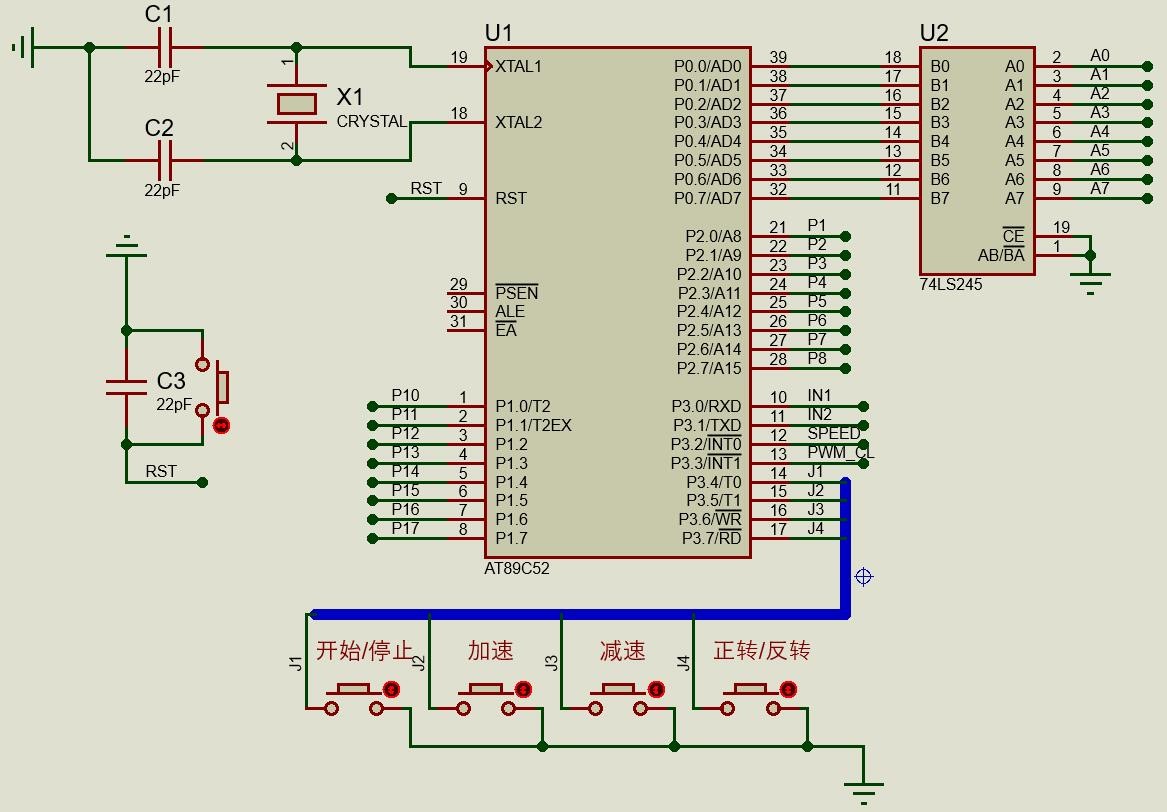 C1
22pF
C2
22pF
1
X1
CRYSTAL
2
U1
19 XTAL1
18 XTAL2
RST 9 RST
29 PSEN
30 ALE
31 EA
P10 1 P1.0/T2
P11 2 P1.1/T2EX
P12 3 P1.2
P13 4 P1.3
P14 5 P1.4
P15 6 P1.5
P16 7 P1.6
P17 8 P1.7
P0.0/AD0 39
P0.1/AD1 38
P0.2/AD2 37
P0.3/AD3 36
P0.4/AD4 35
P0.5/AD5 34
P0.6/AD6 33
P0.7/AD7 32
P2.0/A8 21 P1
P2.1/A9 22 P2
P2.2/A10 23 P3
P2.3/A11 24 P4
P2.4/A12 25 P5
P2.5/A13 26 P6
P2.6/A14 27 P7
P2.7/A15 28 P8
P3.0/RXD 10 IN1
P3.1/TXD 11 IN2
P3.2/INT0 12 SPEED
P3.3/INT1 13 PWM_CL
P3.4/T0 14 J1
P3.5/T1 15 J2
P3.6/WR 16 J3
P3.7/RD 17 J4
AT89C52
U2
18 B0 A0 2 A0
17 B1 A1 3 A1
16 B2 A2 4 A2
15 B3 A3 5 A3
14 B4 A4 6 A4
13 B5 A5 7 A5
12 B6 A6 8 A6
11 B7 A7 9 A7
CE 19
AB/BA 1
74LS245
C3
22pF
RST
J1 开始/停止
J2 加速
J3 减速
J4 正转/反转